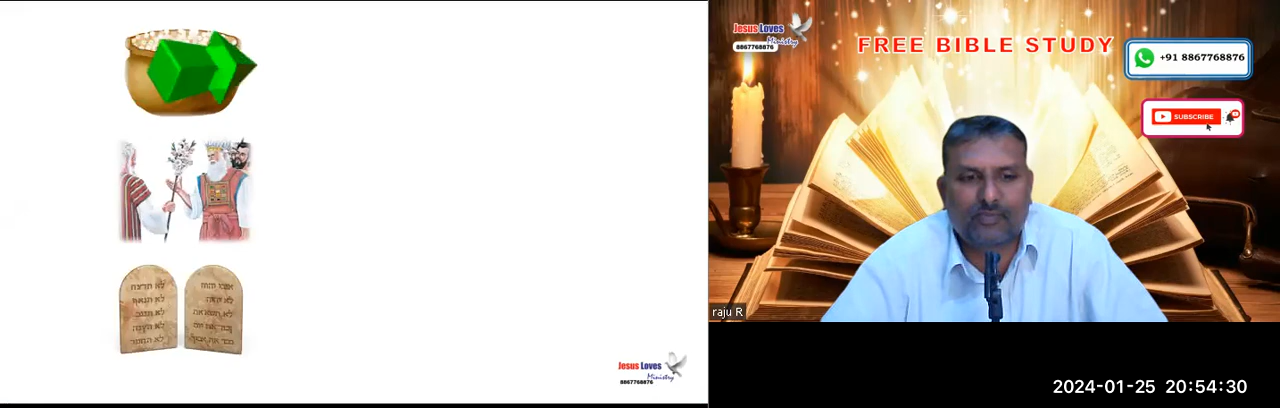 Jesus Loves
Ministry
8867768876
Jesus Loves
Ministry
8867768876
FREE BIBLE STUDY
+91 8867768876
SUBSCRIBE
raju R
2024-01-25 20:54:30